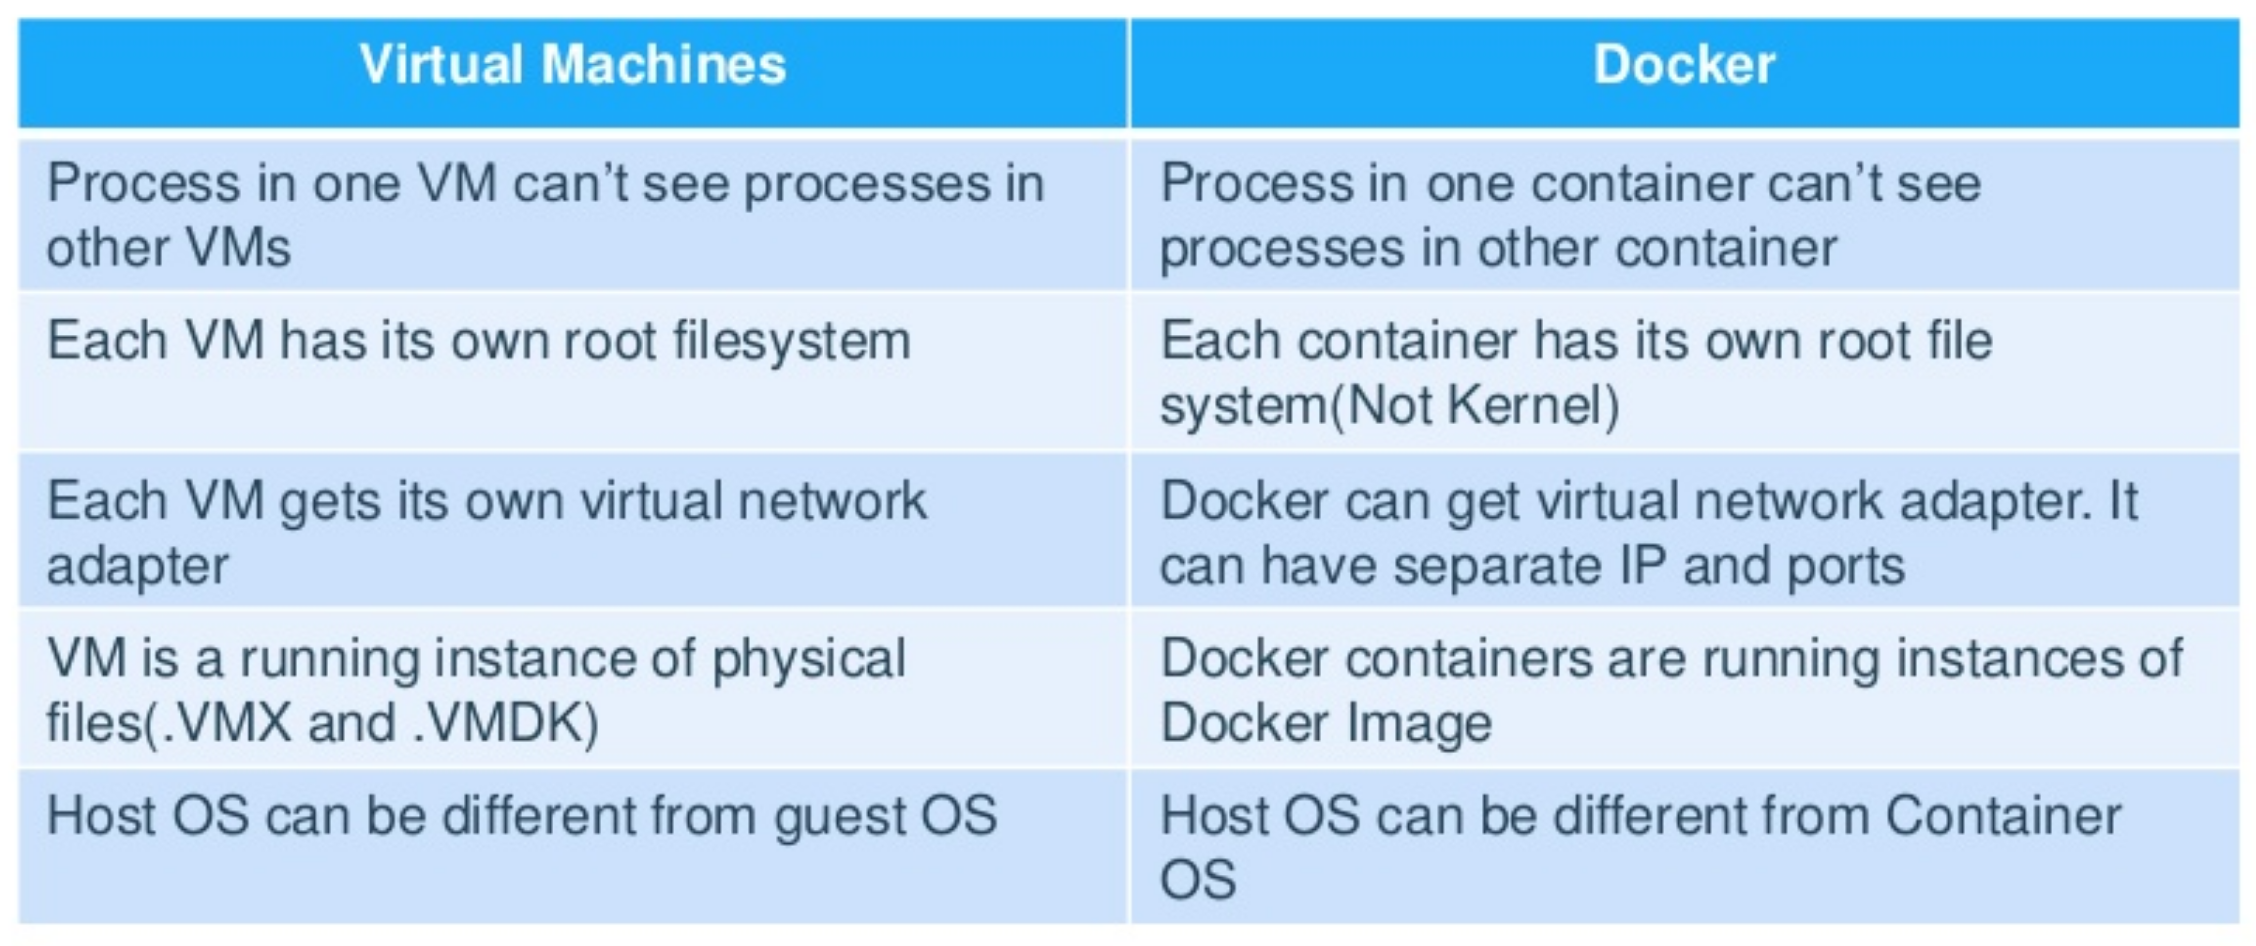 Virtual Machines
Docker
Process in one VM can’t see processes in
other VMs
Process in one container can’t see
processes in other container
Each VM has its own root filesystem
Each container has its own root file
system(Not Kernel)
Each VM gets its own virtual network
adapter
Docker can get virtual network adapter. It
can have separate IP and ports
VM is a running instance of physical
files(.VMX and .VMDK)
Docker containers are running instances of
Docker Image
Host OS can be different from guest OS
Host OS can be different from Container
OS